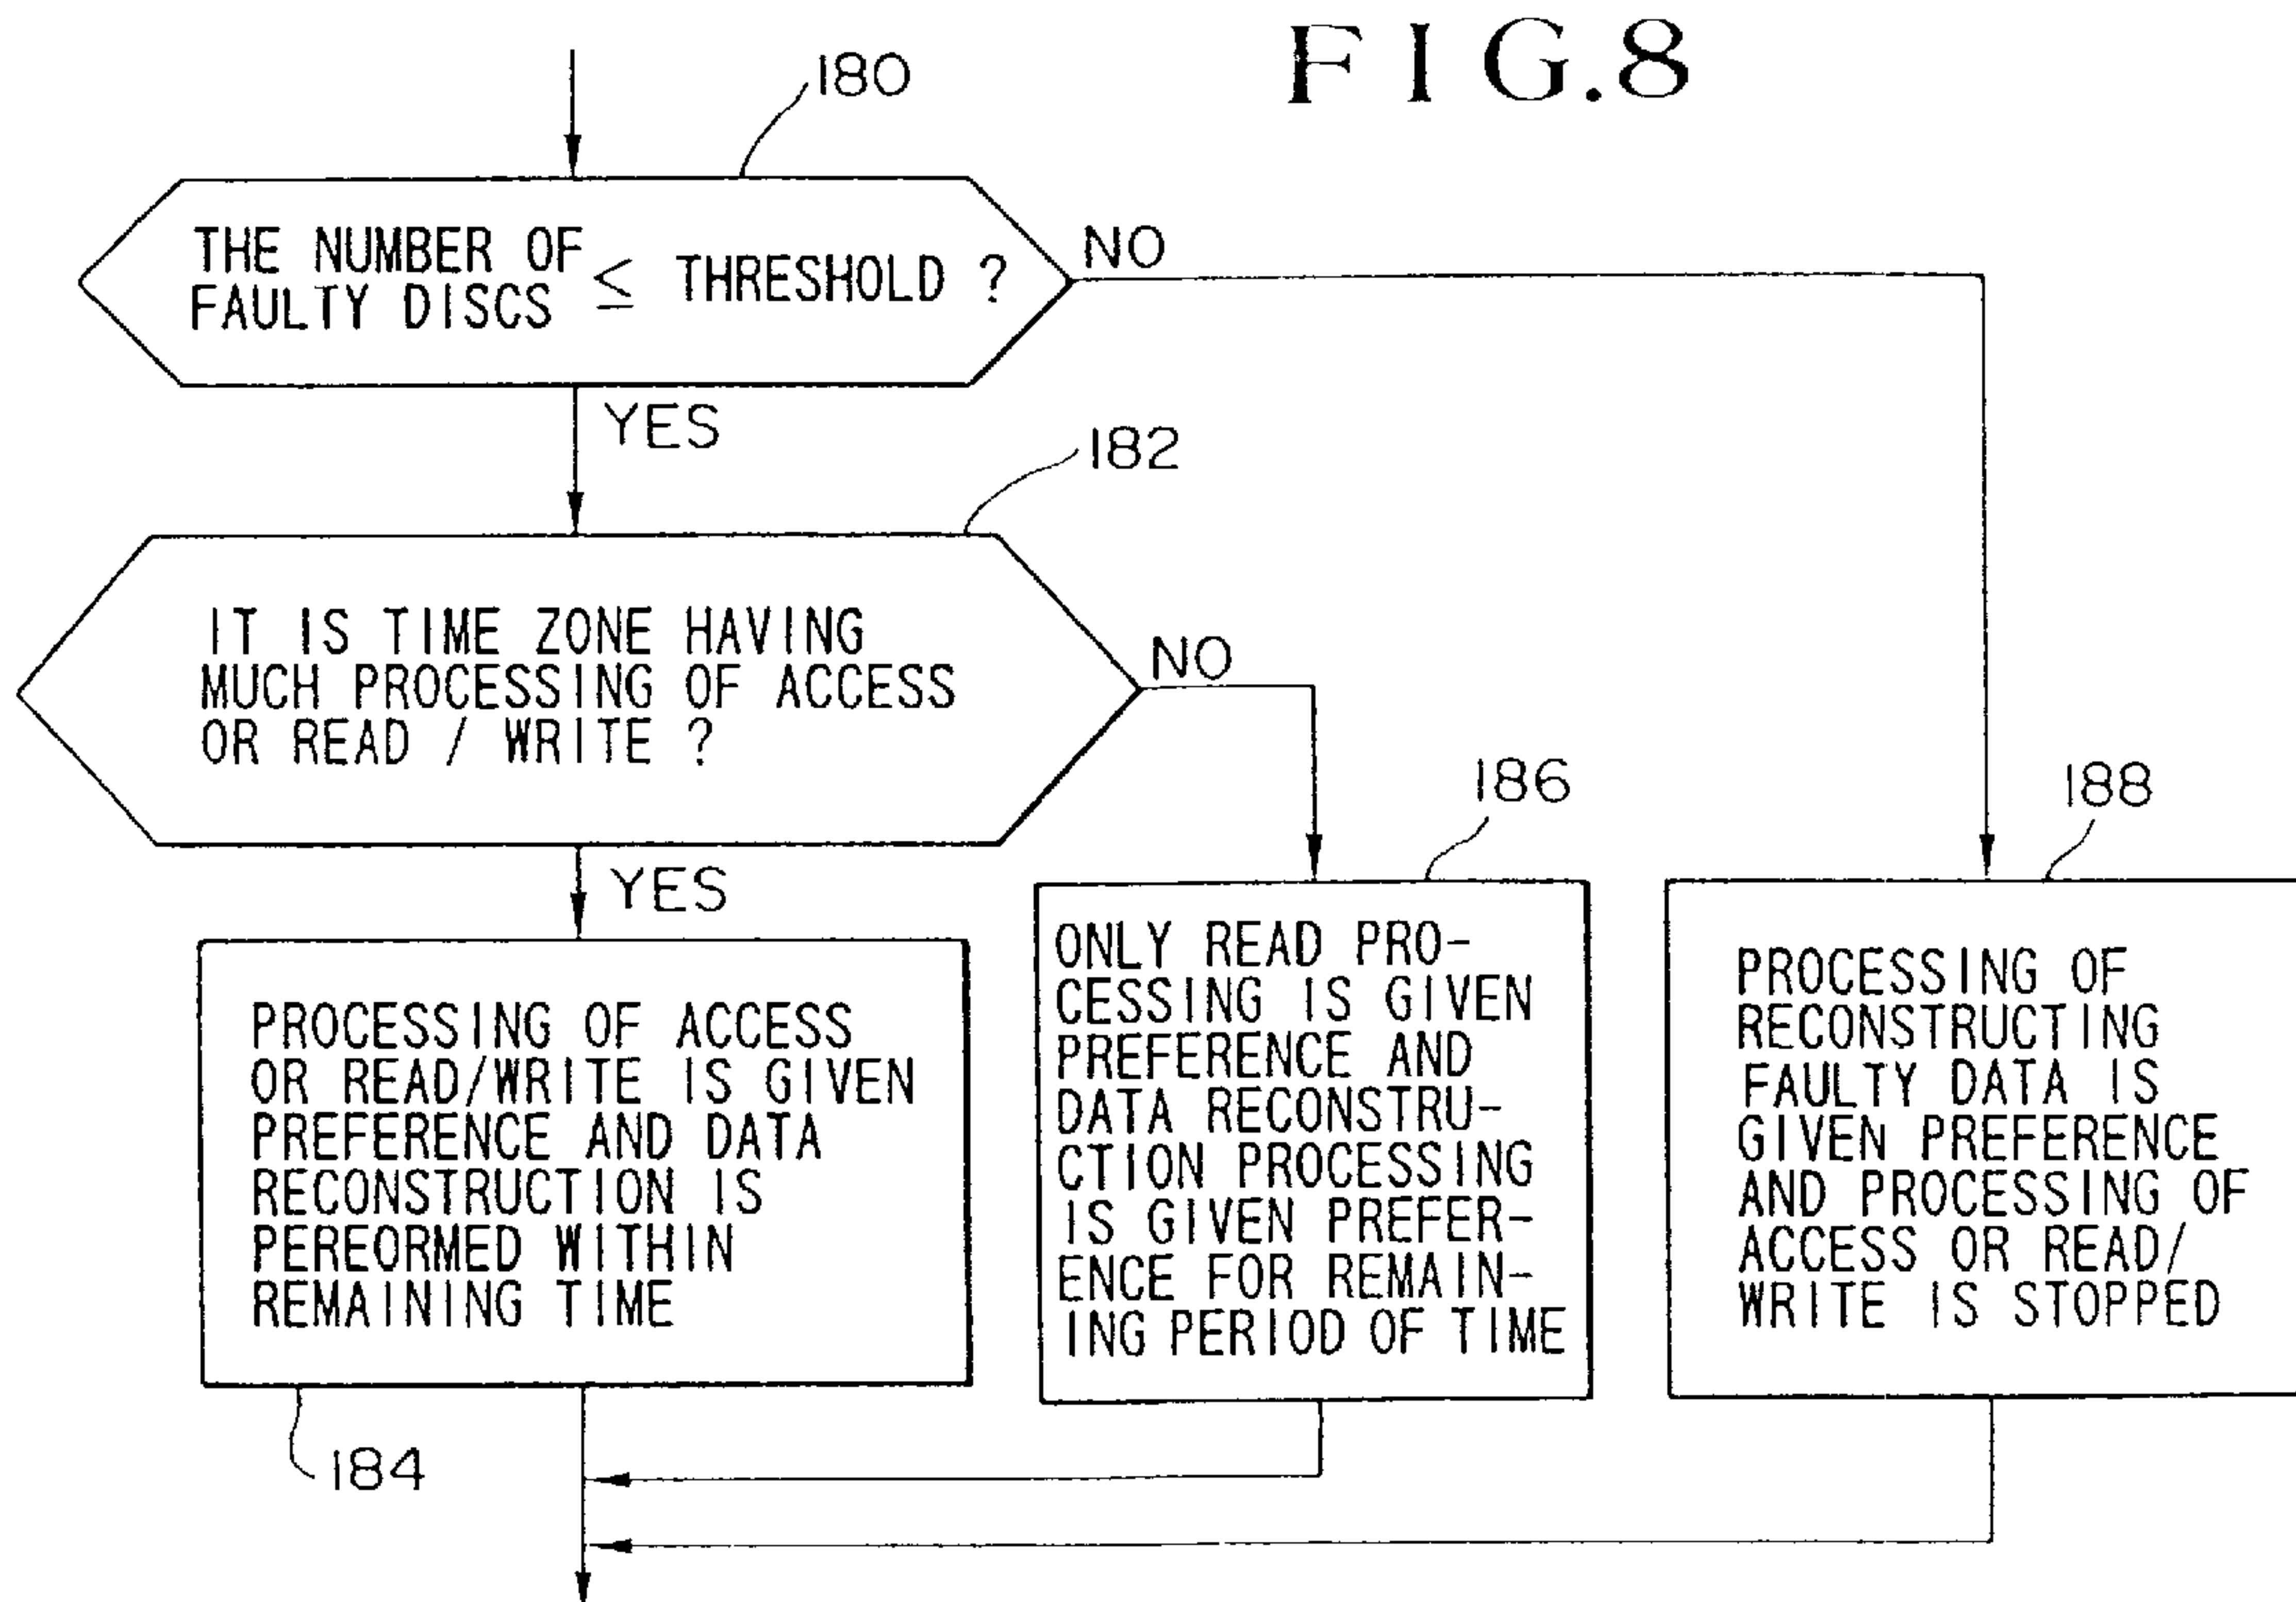 FIG.8
180
THE NUMBER OF
FAULTY DISCS ≤ THRESHOLD ?
NO
YES
182
IT IS TIME ZONE HAVING
MUCH PROCESSING OF ACCESS
OR READ / WRITE ?
NO
YES
186
188
PROCESSING OF ACCESS
OR READ/WRITE IS GIVEN
PREFERENCE AND DATA
RECONSTRUCTION IS
PEREORMED WITHIN
REMAINING TIME
184
ONLY READ PRO-
CESSING IS GIVEN
PREFERENCE AND
DATA RECONSTRU-
CTION PROCESSING
IS GIVEN PREFER-
ENCE FOR REMAIN-
ING PERIOD OF TIME
PROCESSING OF
RECONSTRUCTING
FAULTY DATA IS
GIVEN PREFERENCE
AND PROCESSING OF
ACCESS OR READ/
WRITE IS STOPPED